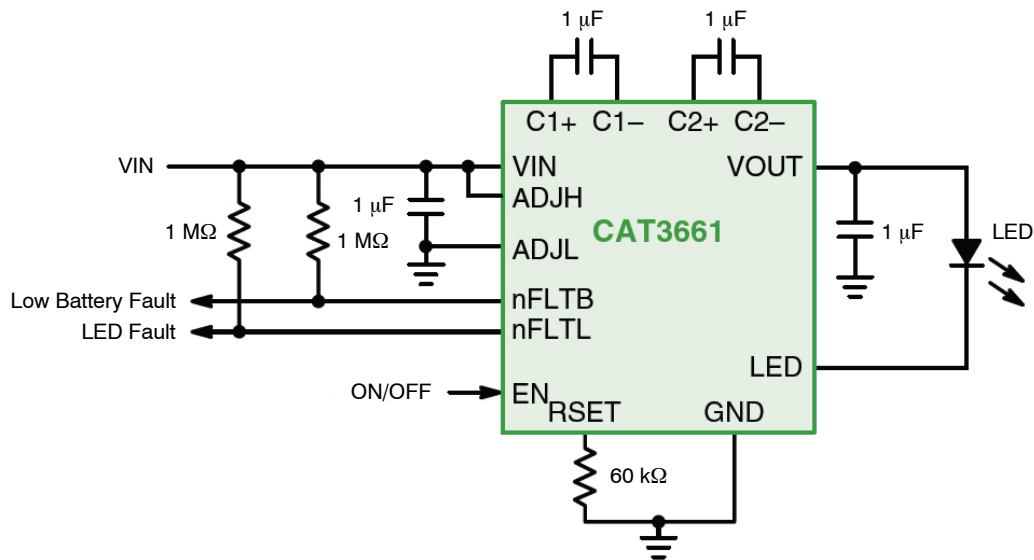 1 μF
1 μF
C1+ C1– C2+ C2–
VIN
VIN
VOUT
ADJH
1 μF
1 MΩ
1 MΩ
CAT3661
1 μF
LED
ADJL
Low Battery Fault
nFLTB
LED Fault
nFLTL
LED
ON/OFF
EN
RSET
GND
60 kΩ